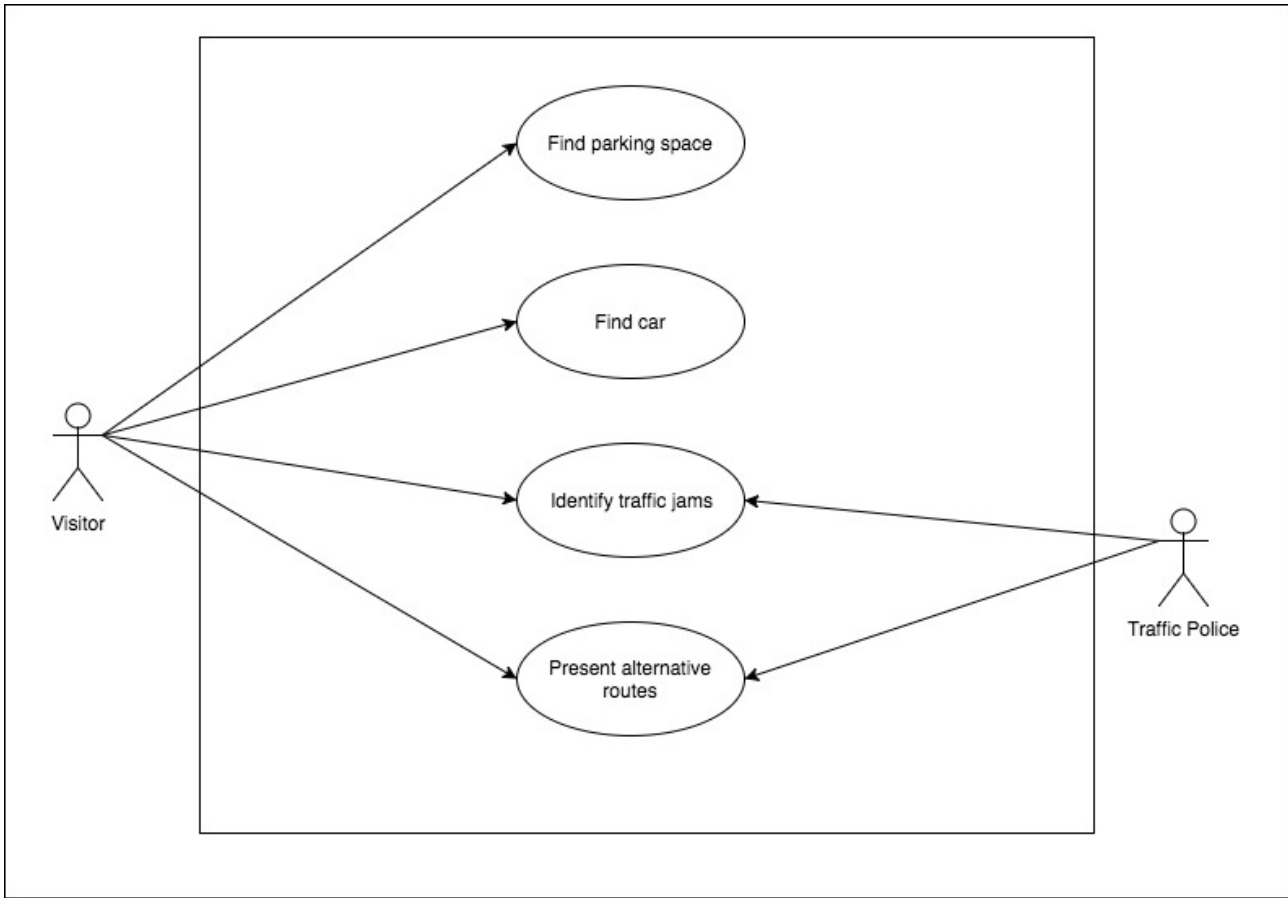 Find parking space
Find car
Visitor
Identify traffic jams
Traffic Police
Present alternative
routes